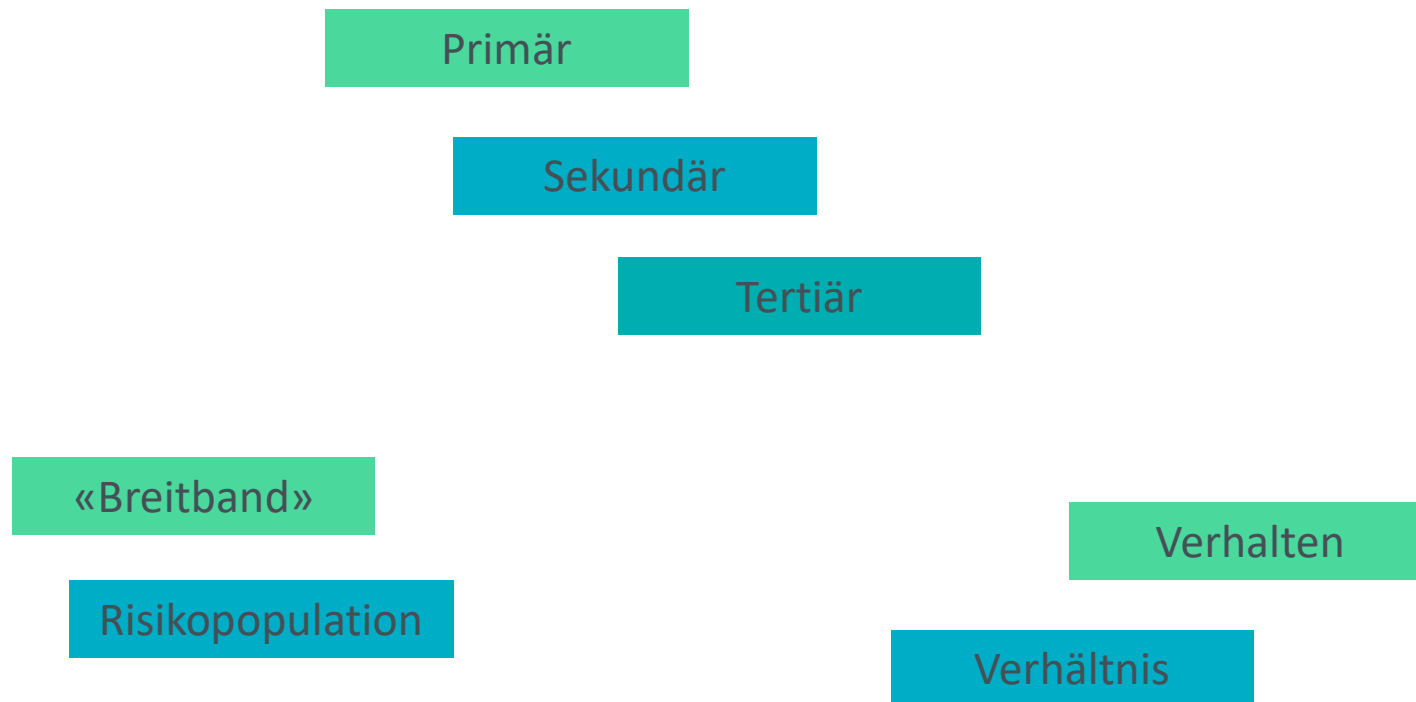 Primär
Sekundär
Tertiär
«Breitband»
Risikopopulation
Verhalten
Verhältnis